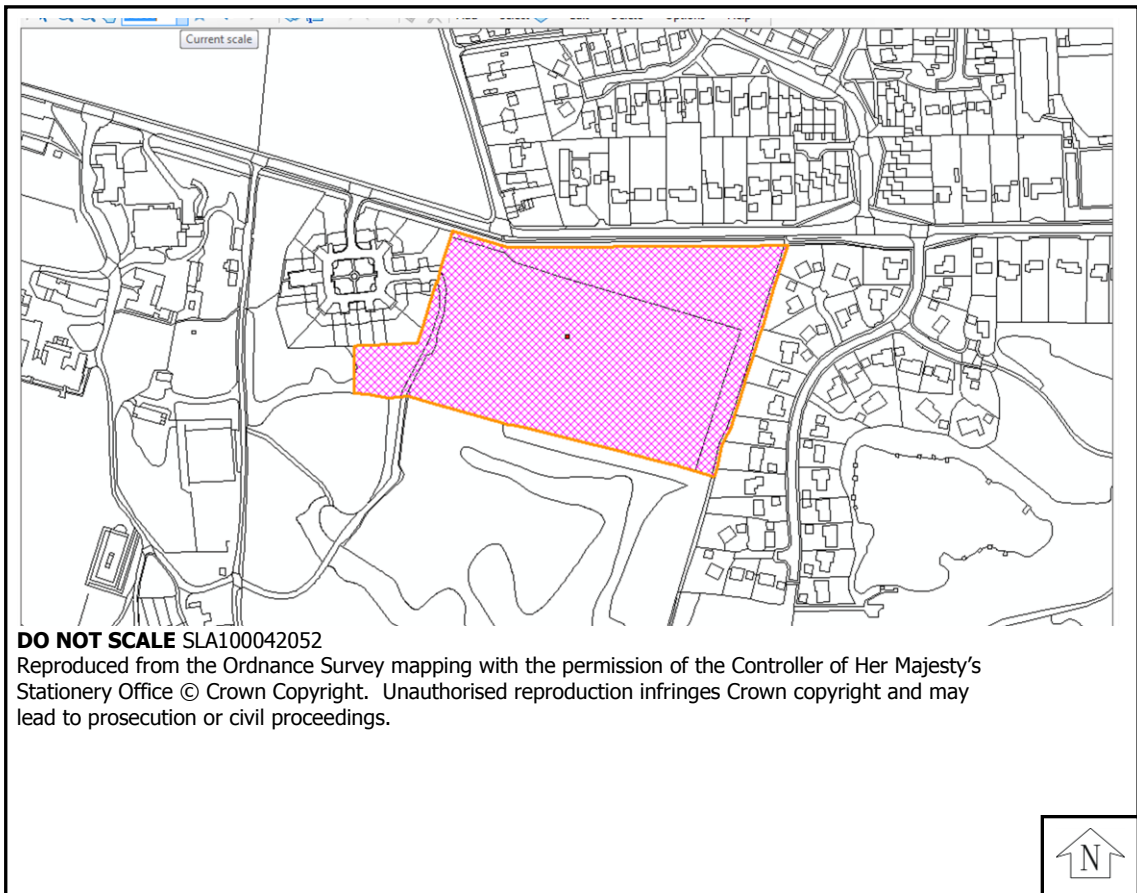 Current scale
DO NOT SCALE SLA100042052
Reproduced from the Ordnance Survey mapping with the permission of the Controller of Her Majesty's
Stationery Office © Crown Copyright. Unauthorised reproduction infringes Crown copyright and may
lead to prosecution or civil proceedings.
N